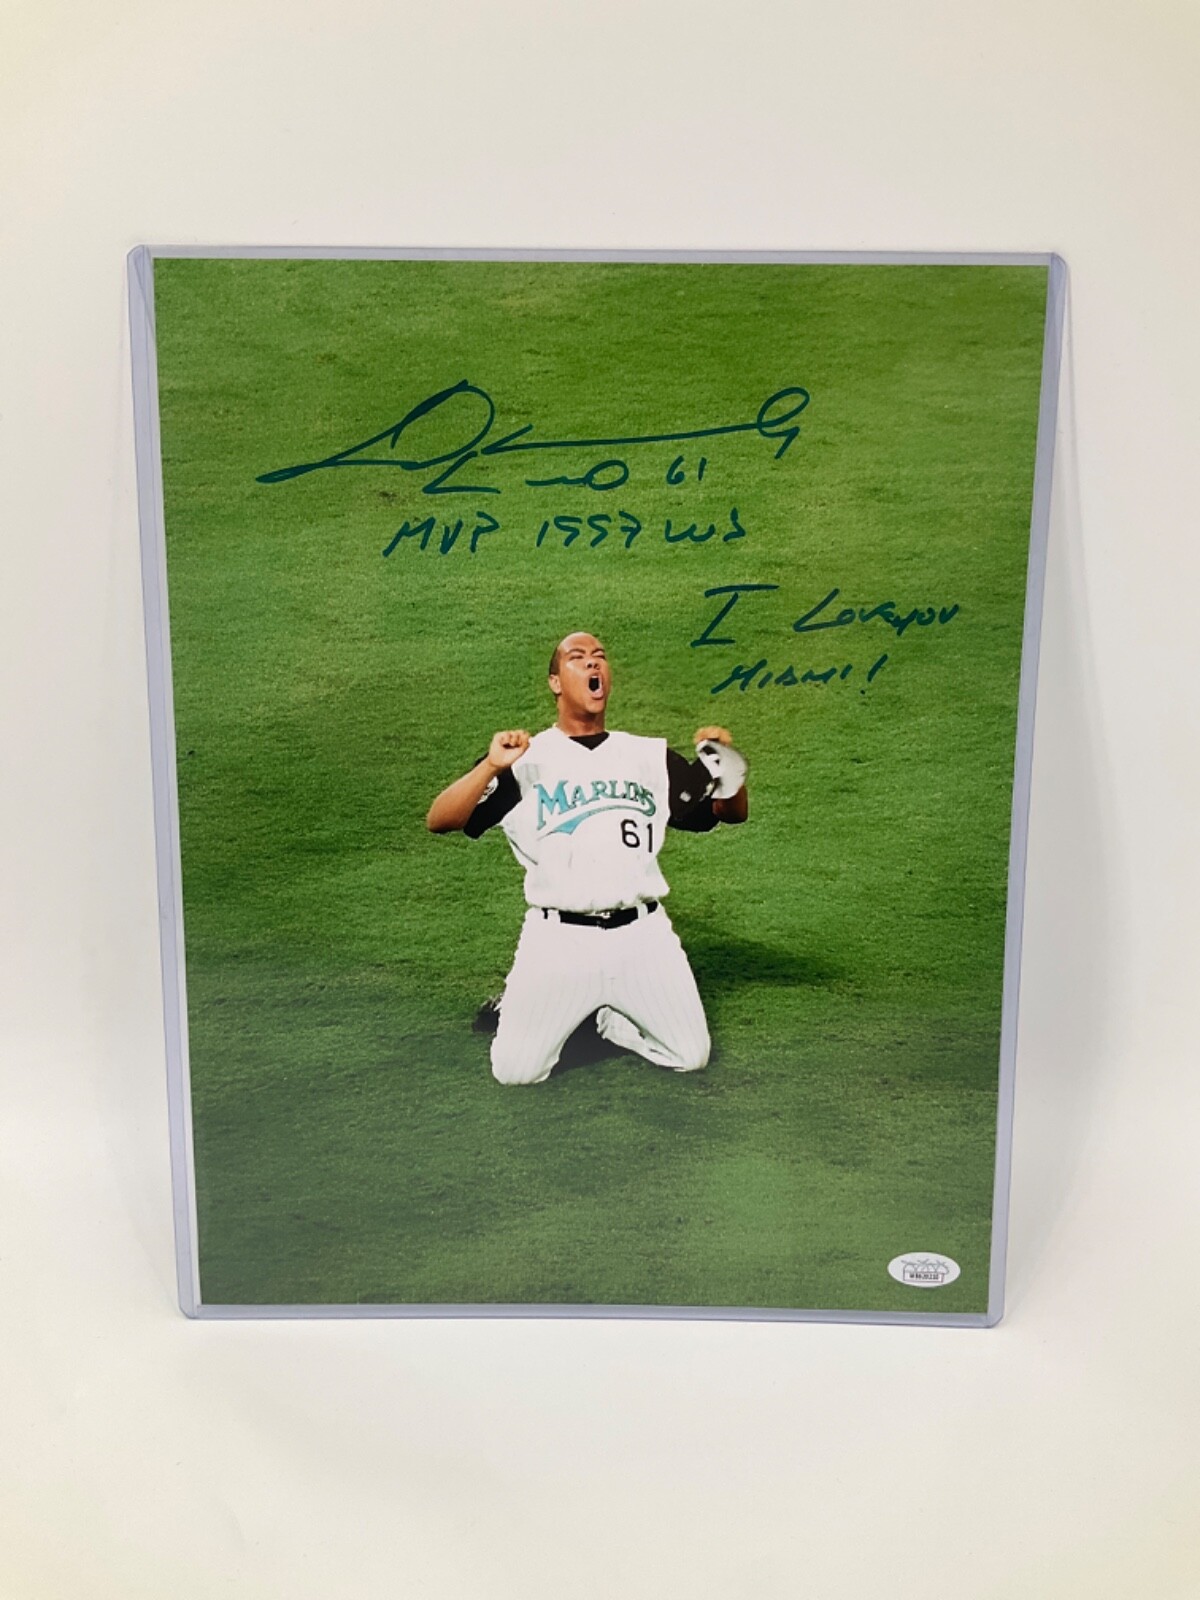 61
MVP 1997 WS
I Love you
Miami!
MARLINS
61